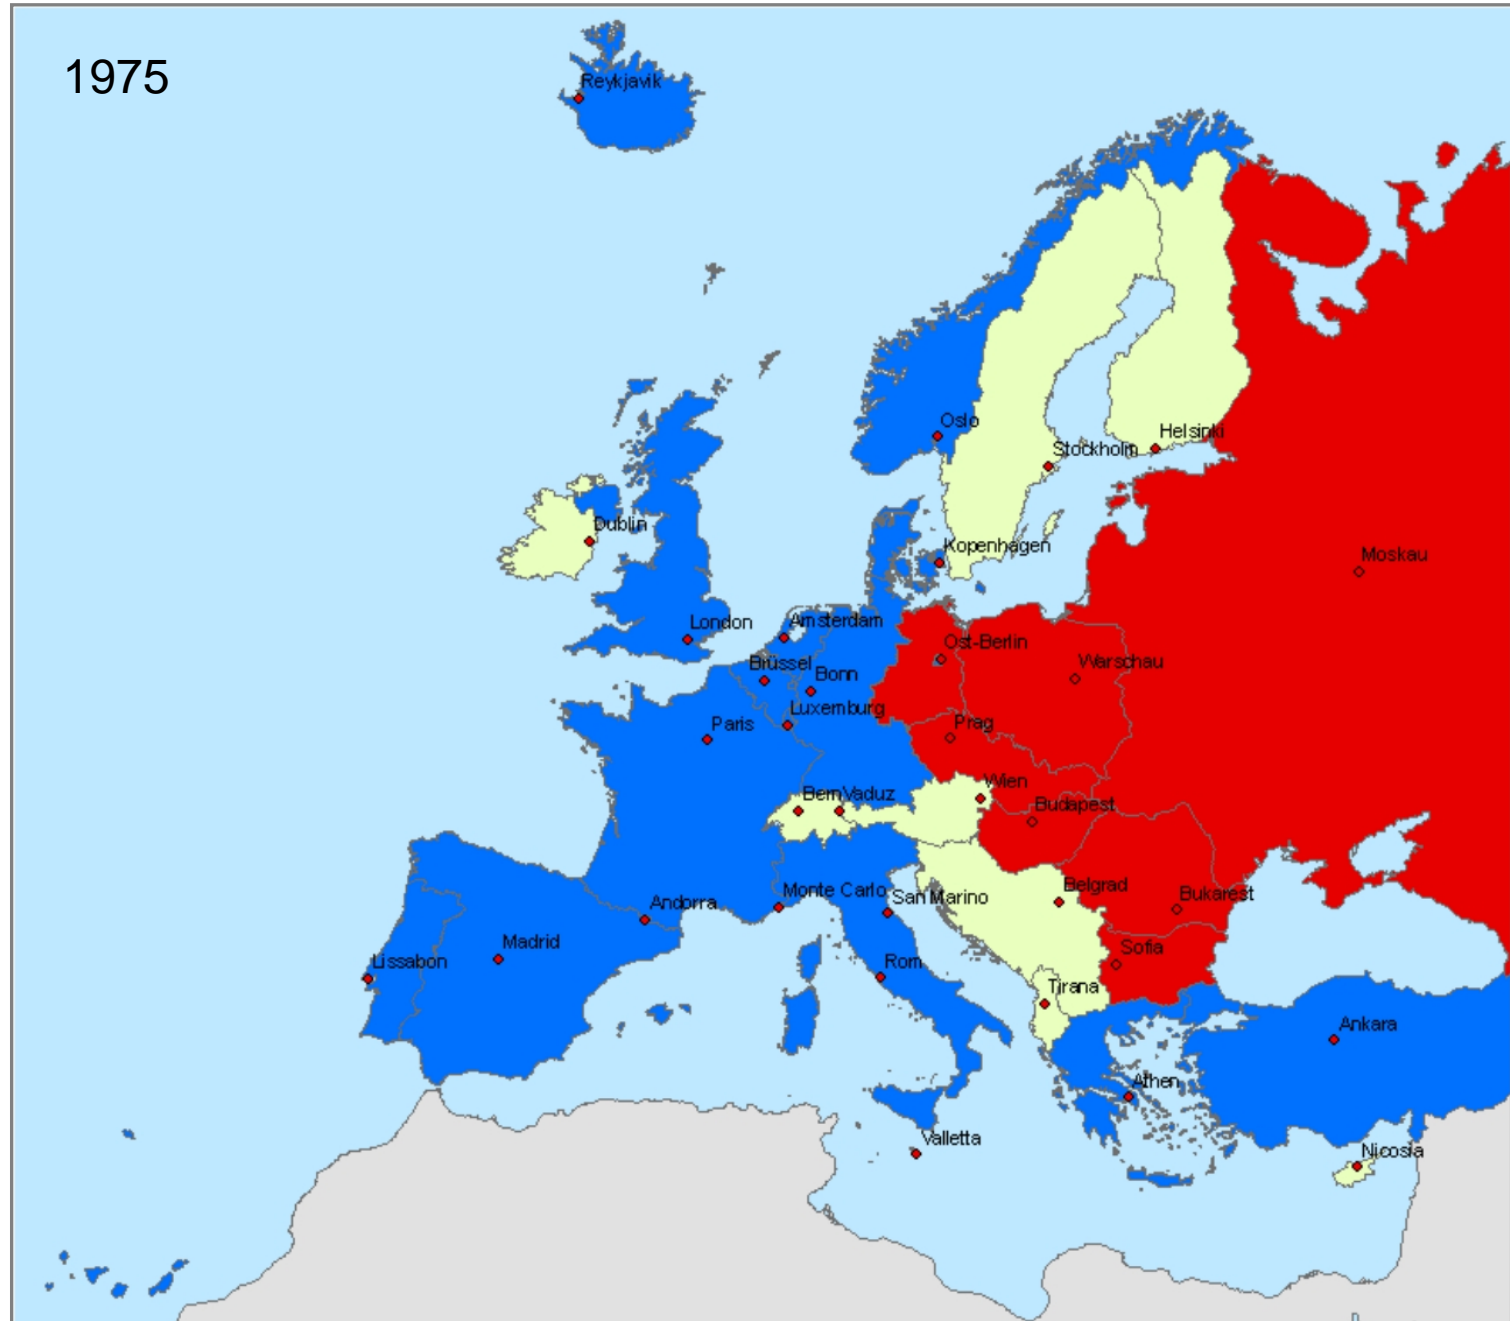 1975
Reykjavik
Oslo
Helsinki
Stockholm
Dublin
Kopenhagen
Moskau
London
Amsterdam
Ost-Berlin
Brüssel
Bonn
Warschau
Luxemburg
Paris
Prag
Wien
Bern
Vaduz
Budapest
Monte Carlo
San Marino
Belgrad
Bukarest
Andorra
Madrid
Lissabon
Rom
Sofia
Tirana
Ankara
Athen
Valletta
Nicosia